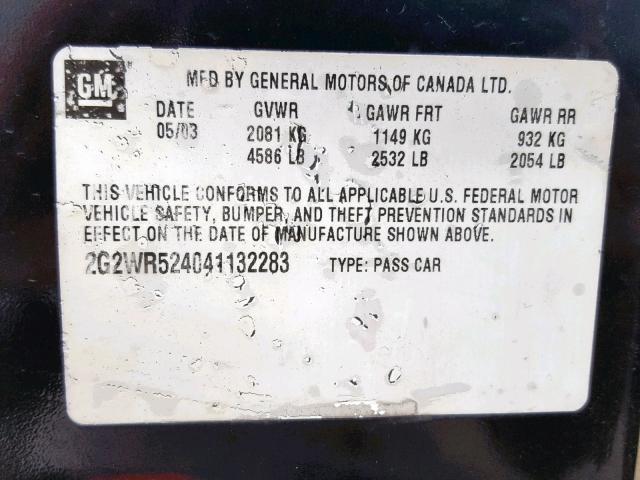 GM MFD BY GENERAL MOTORS OF CANADA LTD.
DATE GVWR GAWR FRT GAWR RR
05/03 2081 KG 1149 KG 932 KG
4586 LB 2532 LB 2054 LB
THIS VEHICLE CONFORMS TO ALL APPLICABLE U.S. FEDERAL MOTOR
VEHICLE SAFETY, BUMPER, AND THEFT PREVENTION STANDARDS IN
EFFECT ON THE DATE OF MANUFACTURE SHOWN ABOVE.
2G2WR524041132283 TYPE: PASS CAR